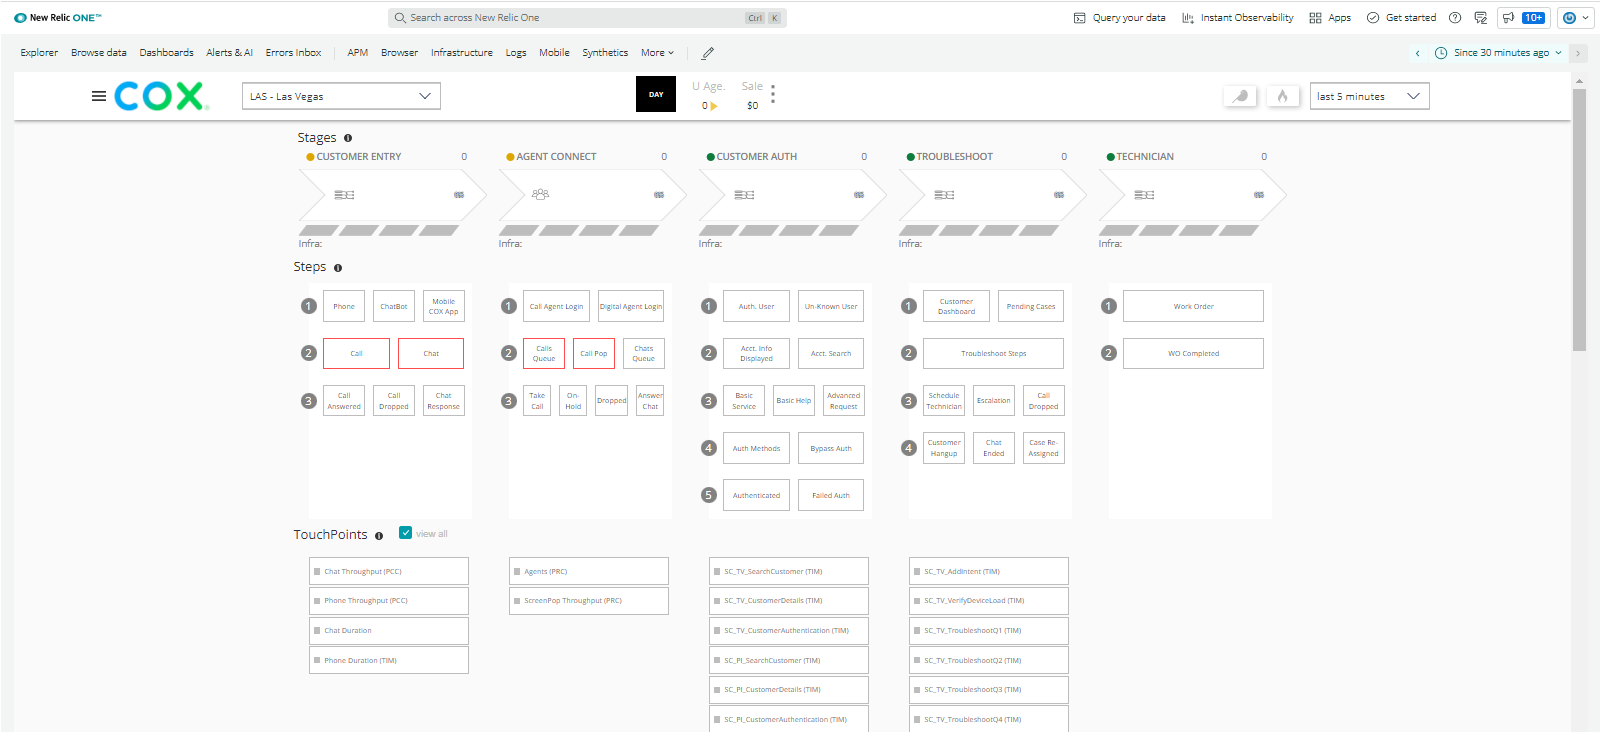 New Relic ONE™
Search across New Relic One
Ctrl K
Query your data
Instant Observability
Apps
Get started
10+
Explorer
Browse data
Dashboards
Alerts & AI
Errors Inbox
APM
Browser
Infrastructure
Logs
Mobile
Synthetics
More
Since 30 minutes ago
COX
LAS - Las Vegas
DAY
U Age.
0
Sale
$0
last 5 minutes
Stages
CUSTOMER ENTRY 0
AGENT CONNECT 0
CUSTOMER AUTH 0
TROUBLESHOOT 0
TECHNICIAN 0
Infra:
Infra:
Infra:
Infra:
Infra:
Steps
1
Phone
ChatBot
Mobile
COX App
2
Call
Chat
3
Call
Answered
Call
Dropped
Chat
Response
1
Call Agent Login
Digital Agent Login
2
Calls
Queue
Call Pop
Chats
Queue
3
Take
Call
On-
Hold
Dropped
Answer
Chat
1
Auth. User
Un-Known User
2
Acct. Info
Displayed
Acct. Search
3
Basic
Service
Basic Help
Advanced
Request
4
Auth Methods
Bypass Auth
5
Authenticated
Failed Auth
1
Customer
Dashboard
Pending Cases
2
Troubleshoot Steps
3
Schedule
Technician
Escalation
Call
Dropped
4
Customer
Hangup
Chat
Ended
Case Re-
Assigned
1
Work Order
2
WO Completed
TouchPoints
view all
Chat Throughput (PCC)
Phone Throughput (PCC)
Chat Duration
Phone Duration (TIM)
Agents (PRC)
ScreenPop Throughput (PRC)
SC_TV_SearchCustomer (TIM)
SC_TV_CustomerDetails (TIM)
SC_TV_CustomerAuthentication (TIM)
SC_PI_SearchCustomer (TIM)
SC_PI_CustomerDetails (TIM)
SC_PI_CustomerAuthentication (TIM)
SC_TV_AddIntent (TIM)
SC_TV_VerifyDeviceLoad (TIM)
SC_TV_TroubleshootQ1 (TIM)
SC_TV_TroubleshootQ2 (TIM)
SC_TV_TroubleshootQ3 (TIM)
SC_TV_TroubleshootQ4 (TIM)